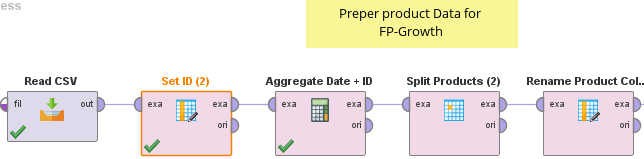 ess
Preper product Data for
FP-Growth
Read CSV
Set ID (2)
Aggregate Date + ID
Split Products (2)
Rename Product Col...
fil
out
exa
exa
ori
exa
exa
ori
exa
exa
ori
exa
exa
ori